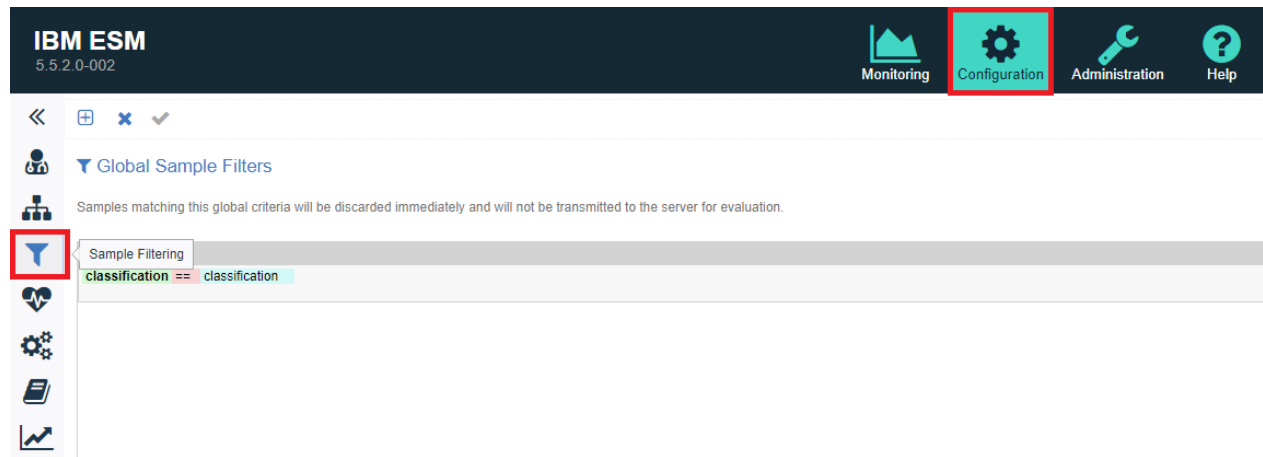 IBM ESM
5.5.2.0-002
Monitoring
Configuration
Administration
Help
Global Sample Filters
Samples matching this global criteria will be discarded immediately and will not be transmitted to the server for evaluation.
Sample Filtering
classification == classification